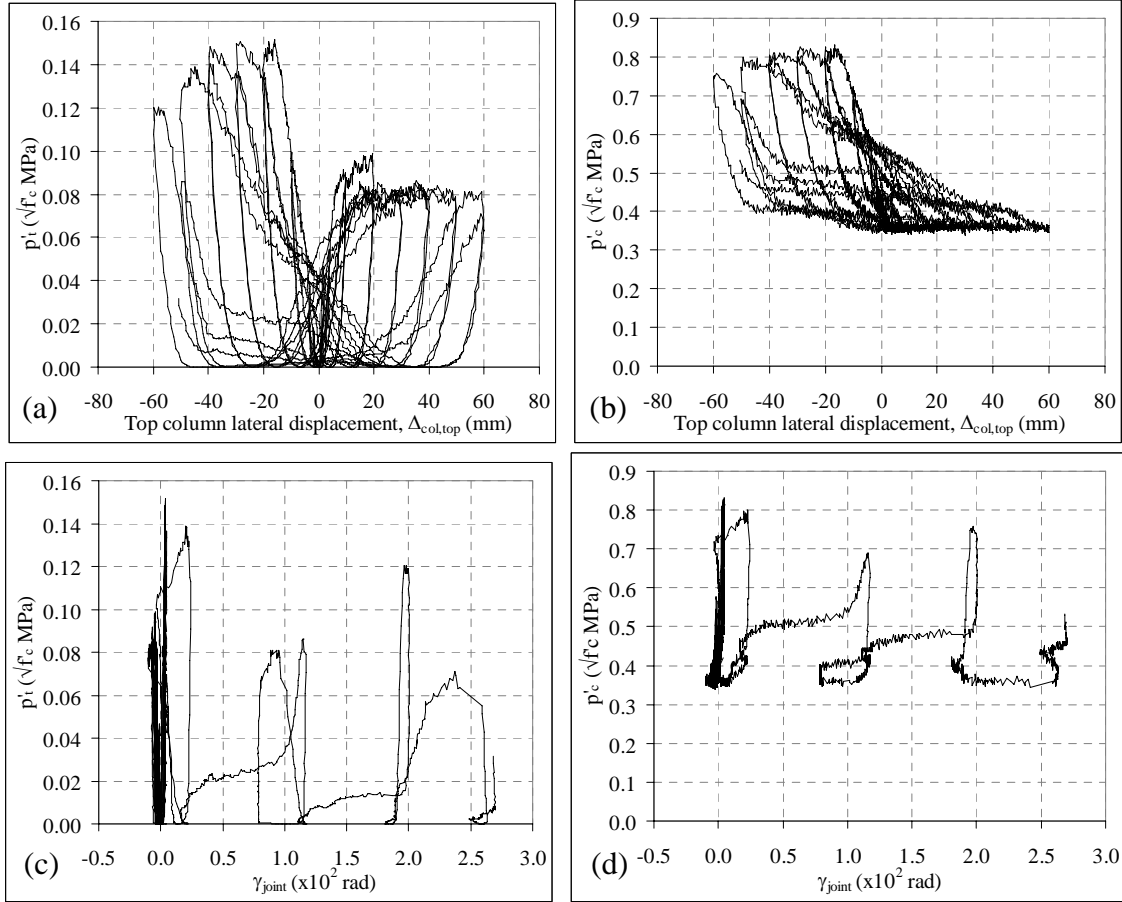 0.16
0.14
0.12
0.10
0.08
0.06
0.04
0.02
0.00
p't (√f'c MPa)
-80 -60 -40 -20 0 20 40 60 80
(a)
Top column lateral displacement, Δcol,top (mm)
0.9
0.8
0.7
0.6
0.5
0.4
0.3
0.2
0.1
0.0
p'c (√f'c MPa)
-80 -60 -40 -20 0 20 40 60 80
(b)
Top column lateral displacement, Δcol,top (mm)
0.16
0.14
0.12
0.10
0.08
0.06
0.04
0.02
0.00
p't (√f'c MPa)
-0.5 0.0 0.5 1.0 1.5 2.0 2.5 3.0
(c)
γjoint (x10² rad)
0.9
0.8
0.7
0.6
0.5
0.4
0.3
0.2
0.1
0.0
p'c (√f'c MPa)
-0.5 0.0 0.5 1.0 1.5 2.0 2.5 3.0
(d)
γjoint (x10² rad)